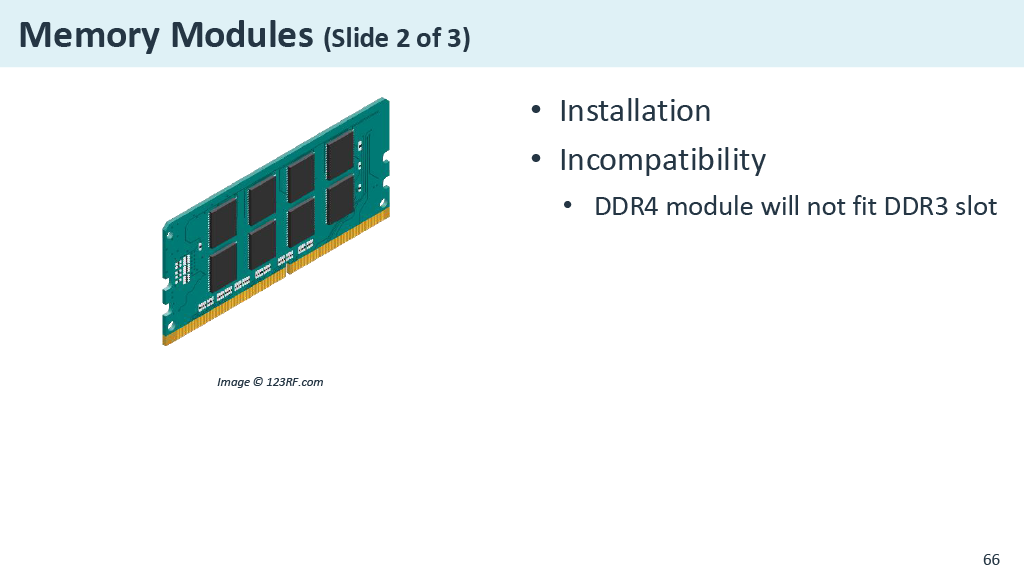 Memory Modules (Slide 2 of 3)
• Installation
• Incompatibility
• DDR4 module will not fit DDR3 slot
Image © 123RF.com
66